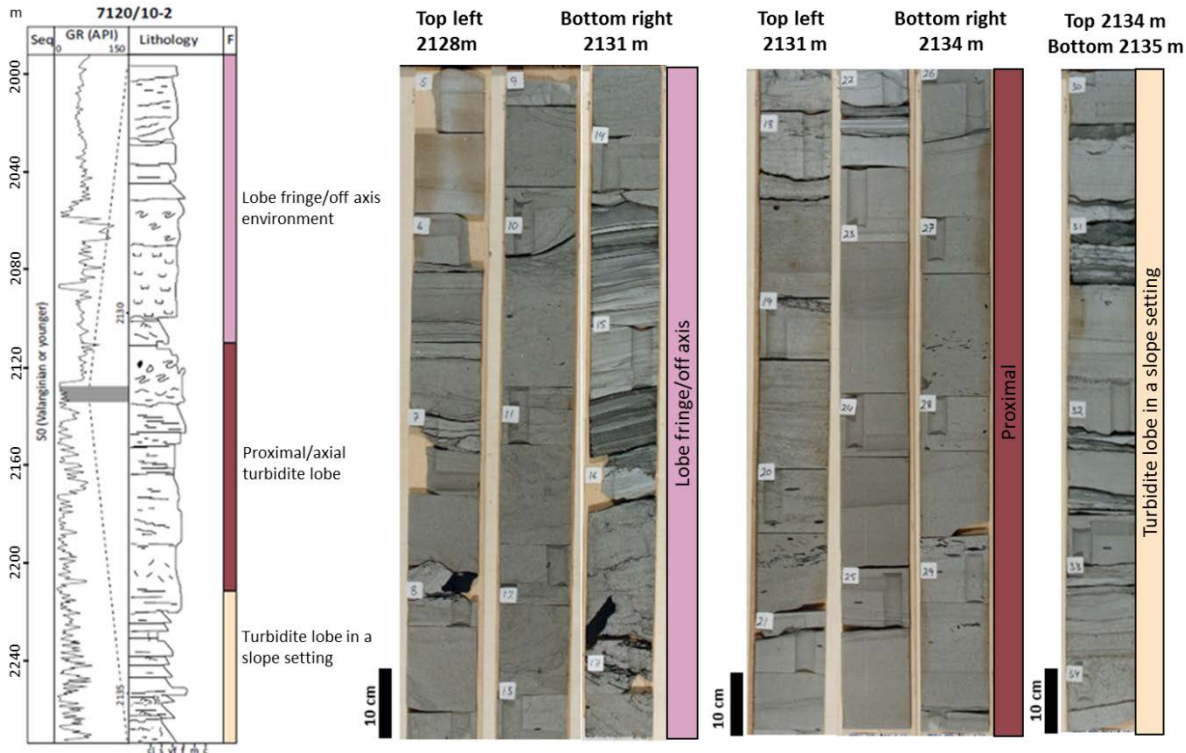 m
7120/10-2
Seq
GR (API)
0
150
Lithology
F
2000
2040
2080
2120
2160
2200
2240
S0 (Valanginian or younger)
2130
2135
cl s vf f m c
Lobe fringe/off axis
environment
Proximal/axial
turbidite lobe
Turbidite lobe in a
slope setting
Top left
2128m
Bottom right
2131 m
5
6
7
8
9
10
11
12
13
14
15
16
17
10 cm
Lobe fringe/off axis
Top left
2131 m
Bottom right
2134 m
18
19
20
21
22
23
24
25
26
27
28
29
10 cm
Proximal
Top 2134 m
Bottom 2135 m
30
31
32
33
34
10 cm
Turbidite lobe in a slope setting